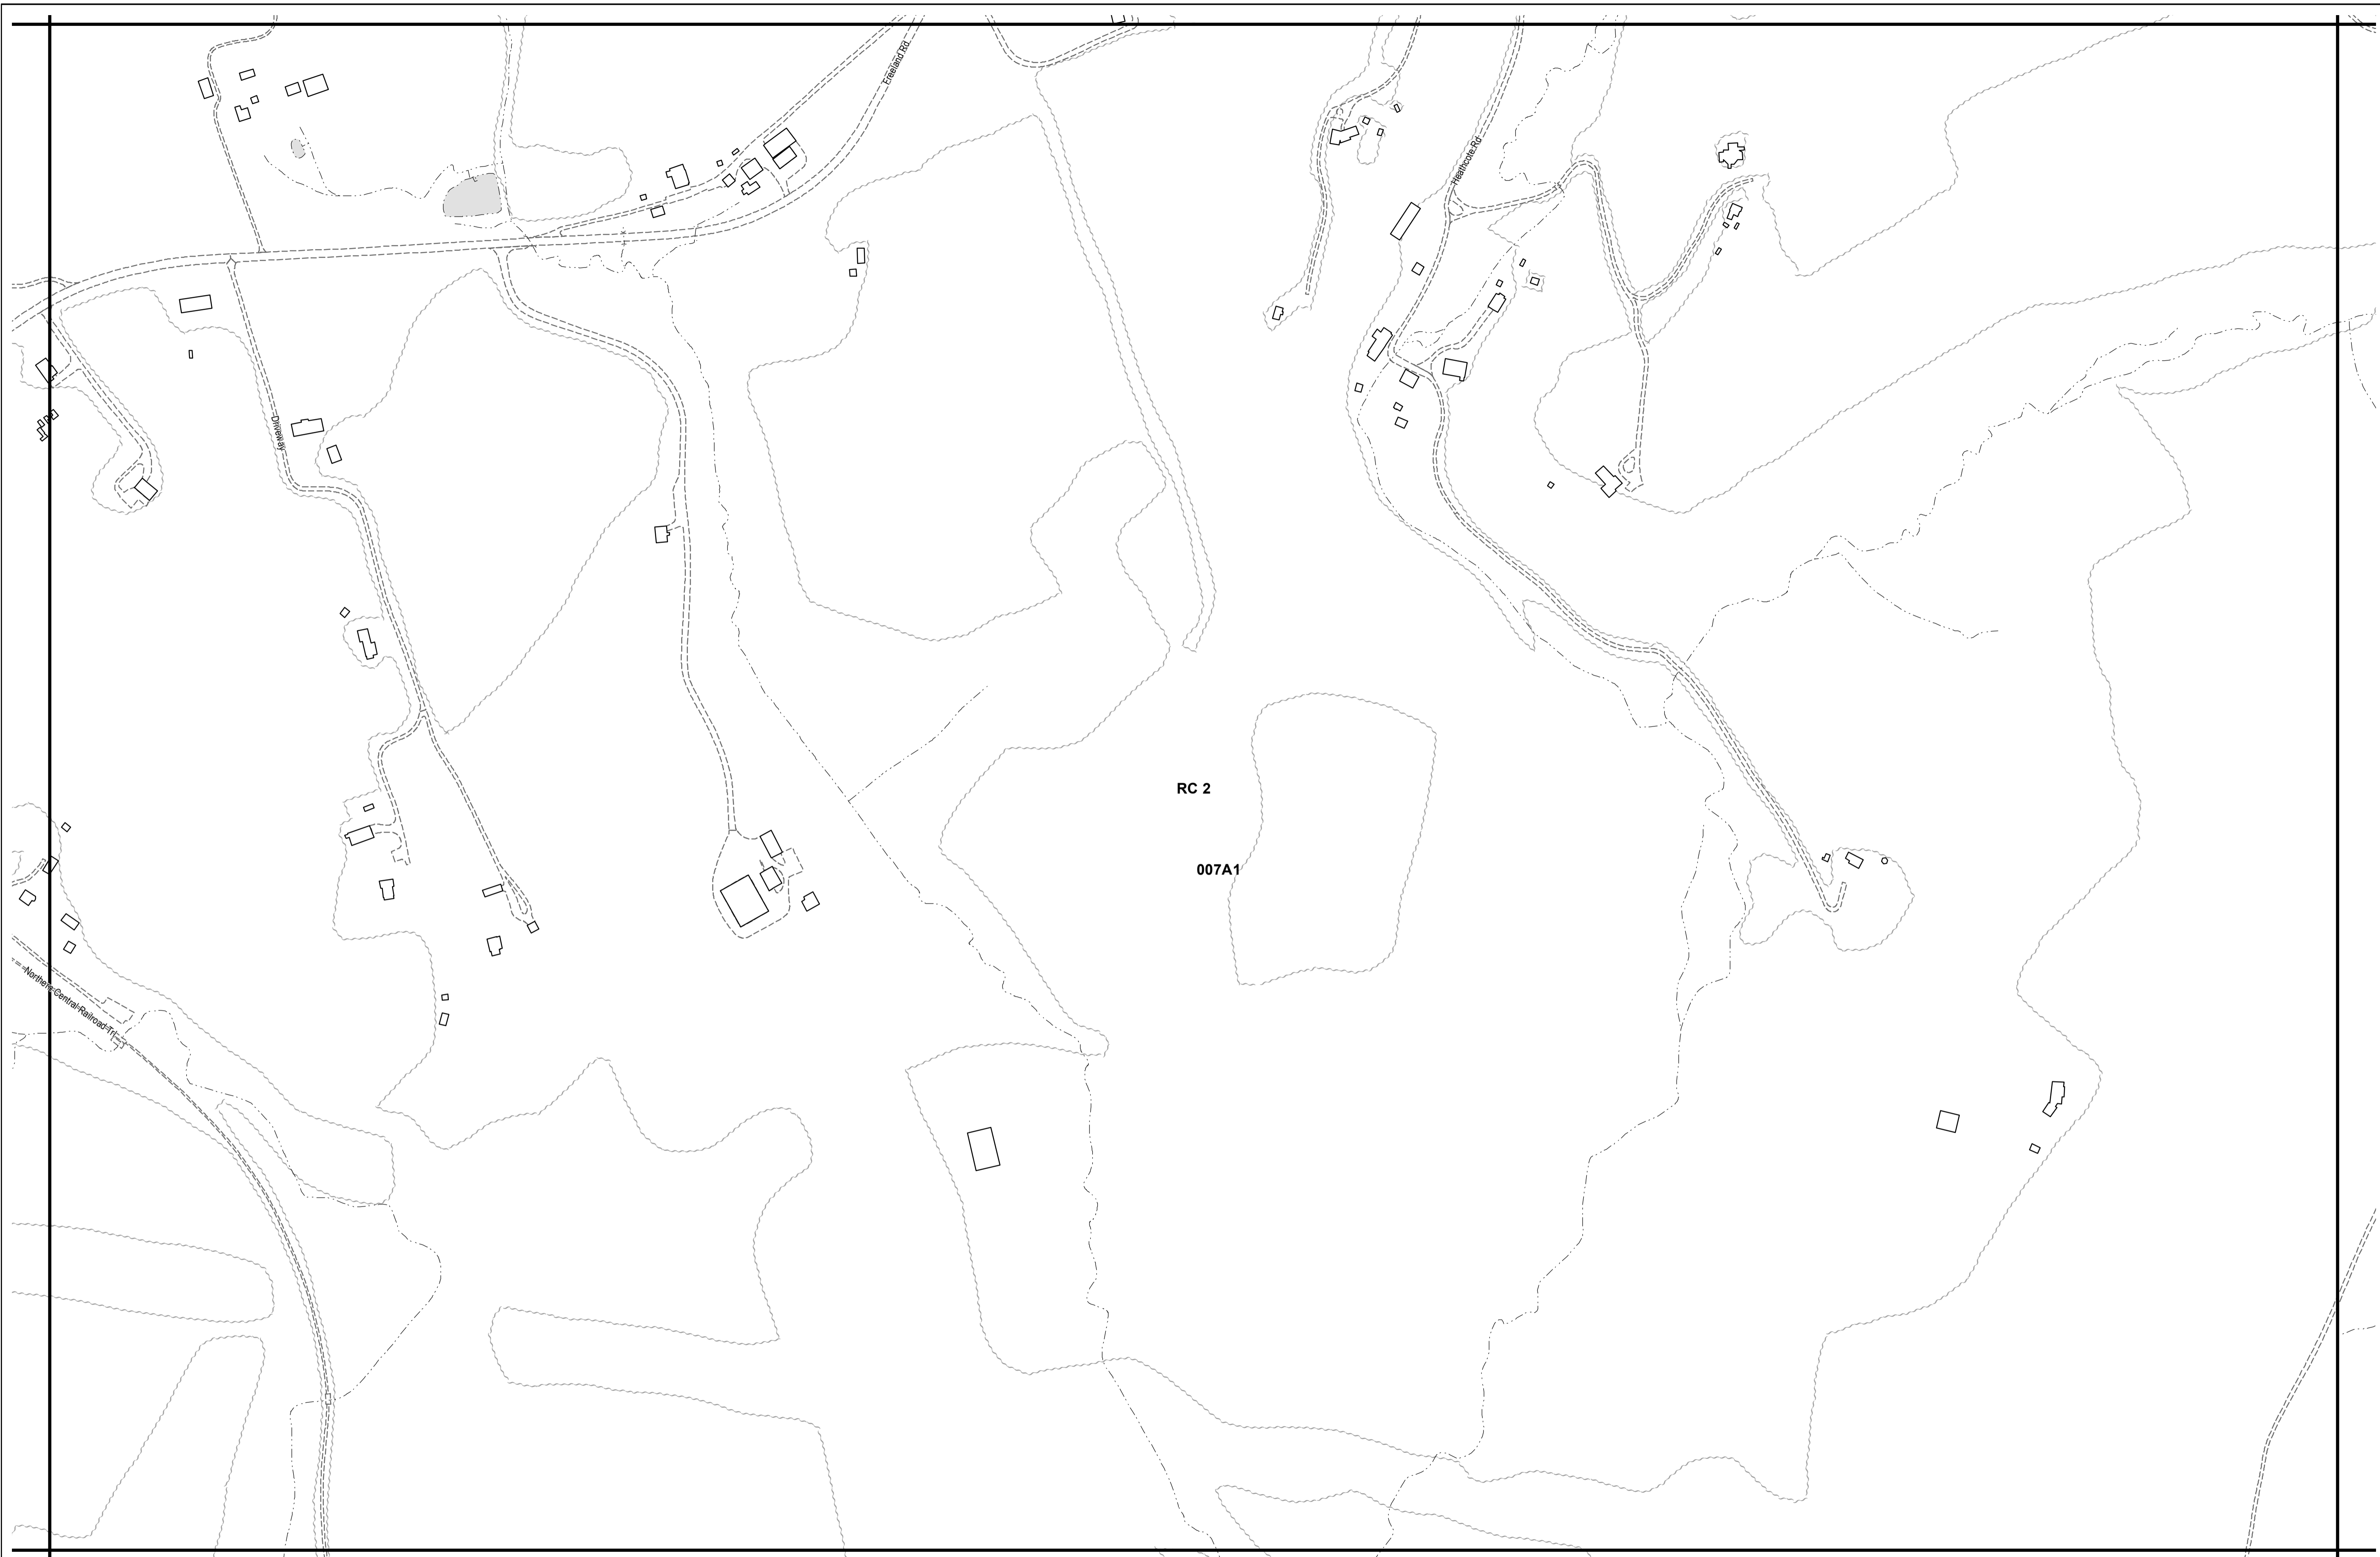 Freeland Rd
Heathcote Rd
Driveway
RC 2
007A1
Northern Central Railroad Trl